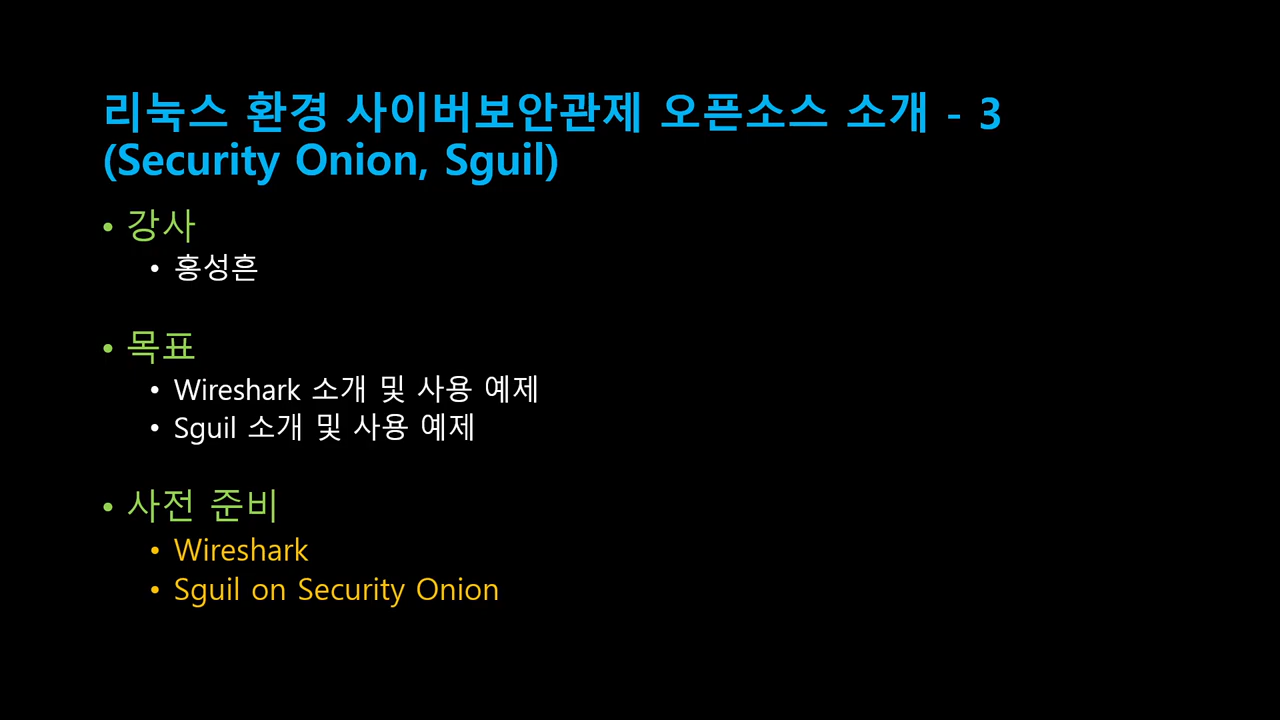 리눅스 환경 사이버보안관제 오픈소스 소개 - 3
(Security Onion, Sguil)
• 강사
• 홍성흔
• 목표
• Wireshark 소개 및 사용 예제
• Sguil 소개 및 사용 예제
• 사전 준비
• Wireshark
• Sguil on Security Onion